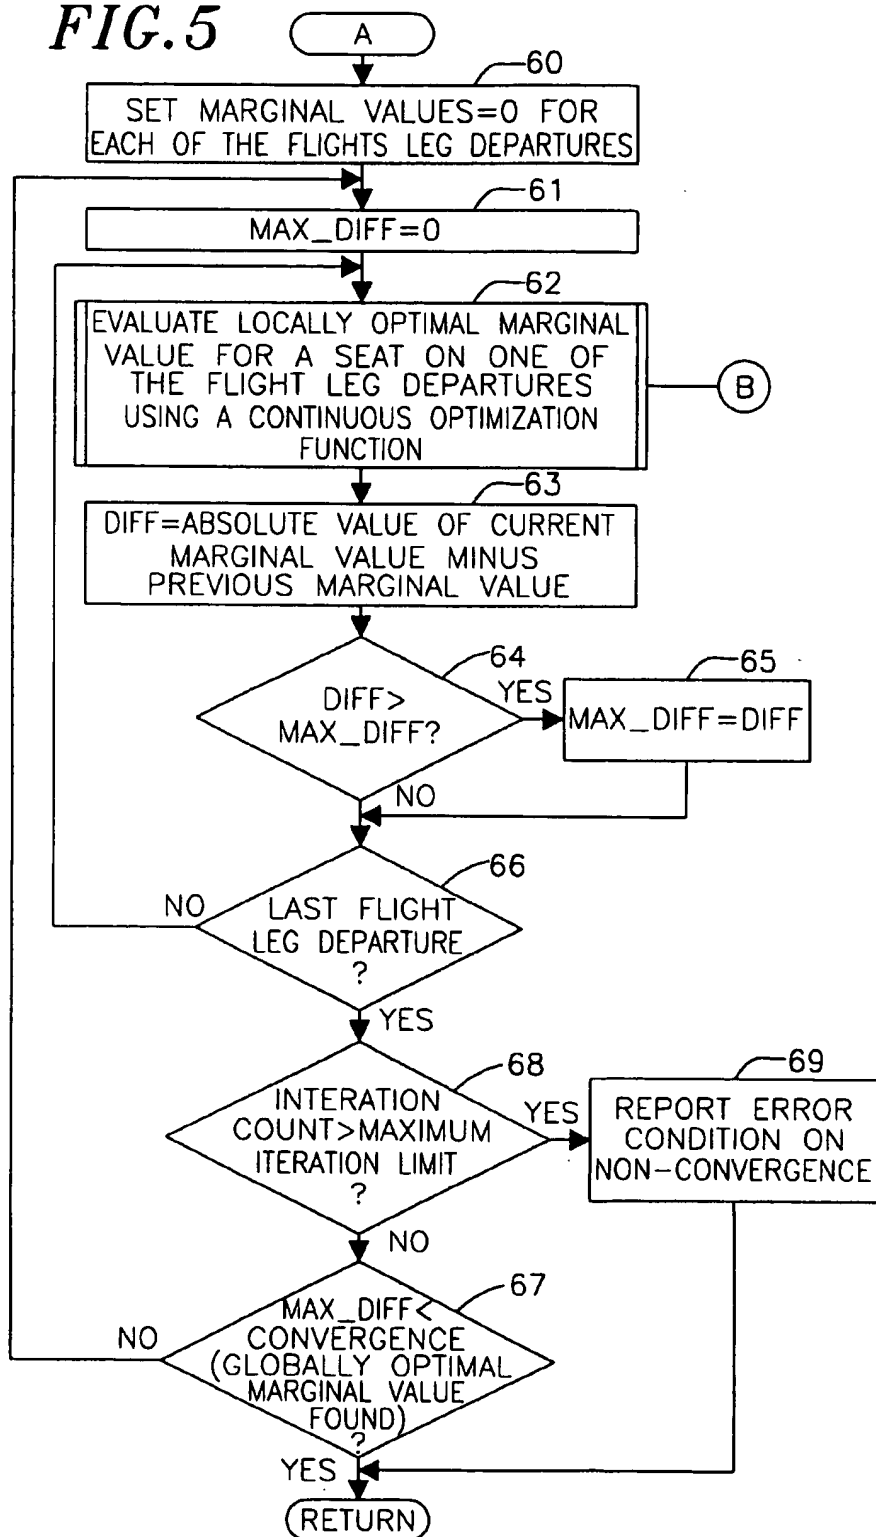 FIG.5
A
60
SET MARGINAL VALUES=0 FOR
EACH OF THE FLIGHTS LEG DEPARTURES
61
MAX_DIFF=0
62
EVALUATE LOCALLY OPTIMAL MARGINAL
VALUE FOR A SEAT ON ONE OF
THE FLIGHT LEG DEPARTURES
USING A CONTINUOUS OPTIMIZATION
FUNCTION
B
63
DIFF=ABSOLUTE VALUE OF CURRENT
MARGINAL VALUE MINUS
PREVIOUS MARGINAL VALUE
64
DIFF>
MAX_DIFF?
YES
65
MAX_DIFF=DIFF
NO
66
LAST FLIGHT
LEG DEPARTURE
?
NO
YES
68
INTERATION
COUNT>MAXIMUM
ITERATION LIMIT
?
YES
69
REPORT ERROR
CONDITION ON
NON-CONVERGENCE
NO
67
MAX_DIFF<
CONVERGENCE
(GLOBALLY OPTIMAL
MARGINAL VALUE
FOUND)
?
NO
YES
RETURN